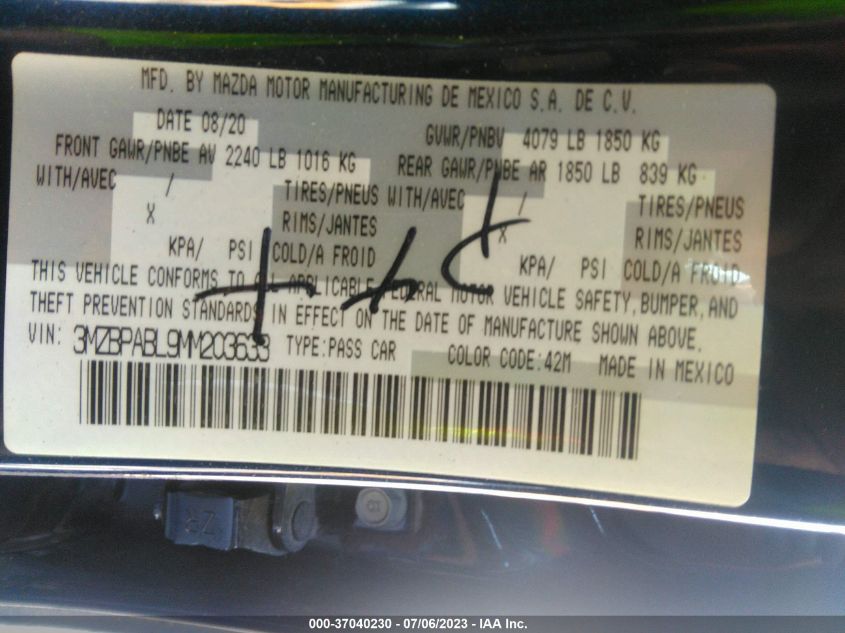 MFD. BY MAZDA MOTOR MANUFACTURING DE MEXICO S.A. DE C.V.
DATE 08/20 GVWR/PNBV 4079 LB 1850 KG
FRONT GAWR/PNBE AV 2240 LB 1016 KG REAR GAWR/PNBE AR 1850 LB 839 KG
WITH/AVEC / TIRES/PNEUS WITH/AVEC / TIRES/PNEUS
X RIMS/JANTES X RIMS/JANTES
KPA/ PSI COLD/A FROID KPA/ PSI COLD/A FROID
THIS VEHICLE CONFORMS TO ALL APPLICABLE FEDERAL MOTOR VEHICLE SAFETY, BUMPER, AND
THEFT PREVENTION STANDARDS IN EFFECT ON THE DATE OF MANUFACTURE SHOWN ABOVE.
VIN: 3MZBPABL9MM203633 TYPE:PASS CAR COLOR CODE:42M MADE IN MEXICO
000-37040230 - 07/06/2023 - IAA Inc.